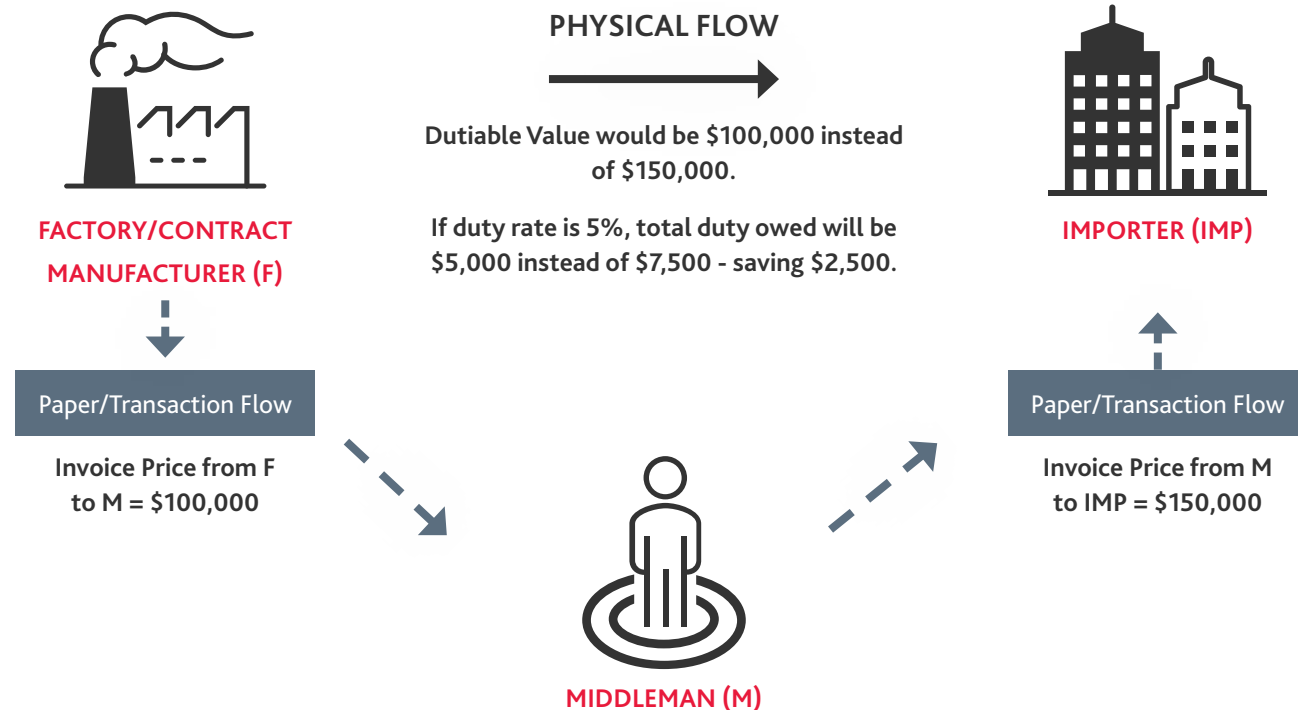 PHYSICAL FLOW
Dutiable Value would be $100,000 instead
of $150,000.
If duty rate is 5%, total duty owed will be
$5,000 instead of $7,500 - saving $2,500.
FACTORY/CONTRACT
MANUFACTURER (F)
IMPORTER (IMP)
Paper/Transaction Flow
Invoice Price from F
to M = $100,000
Paper/Transaction Flow
Invoice Price from M
to IMP = $150,000
MIDDLEMAN (M)